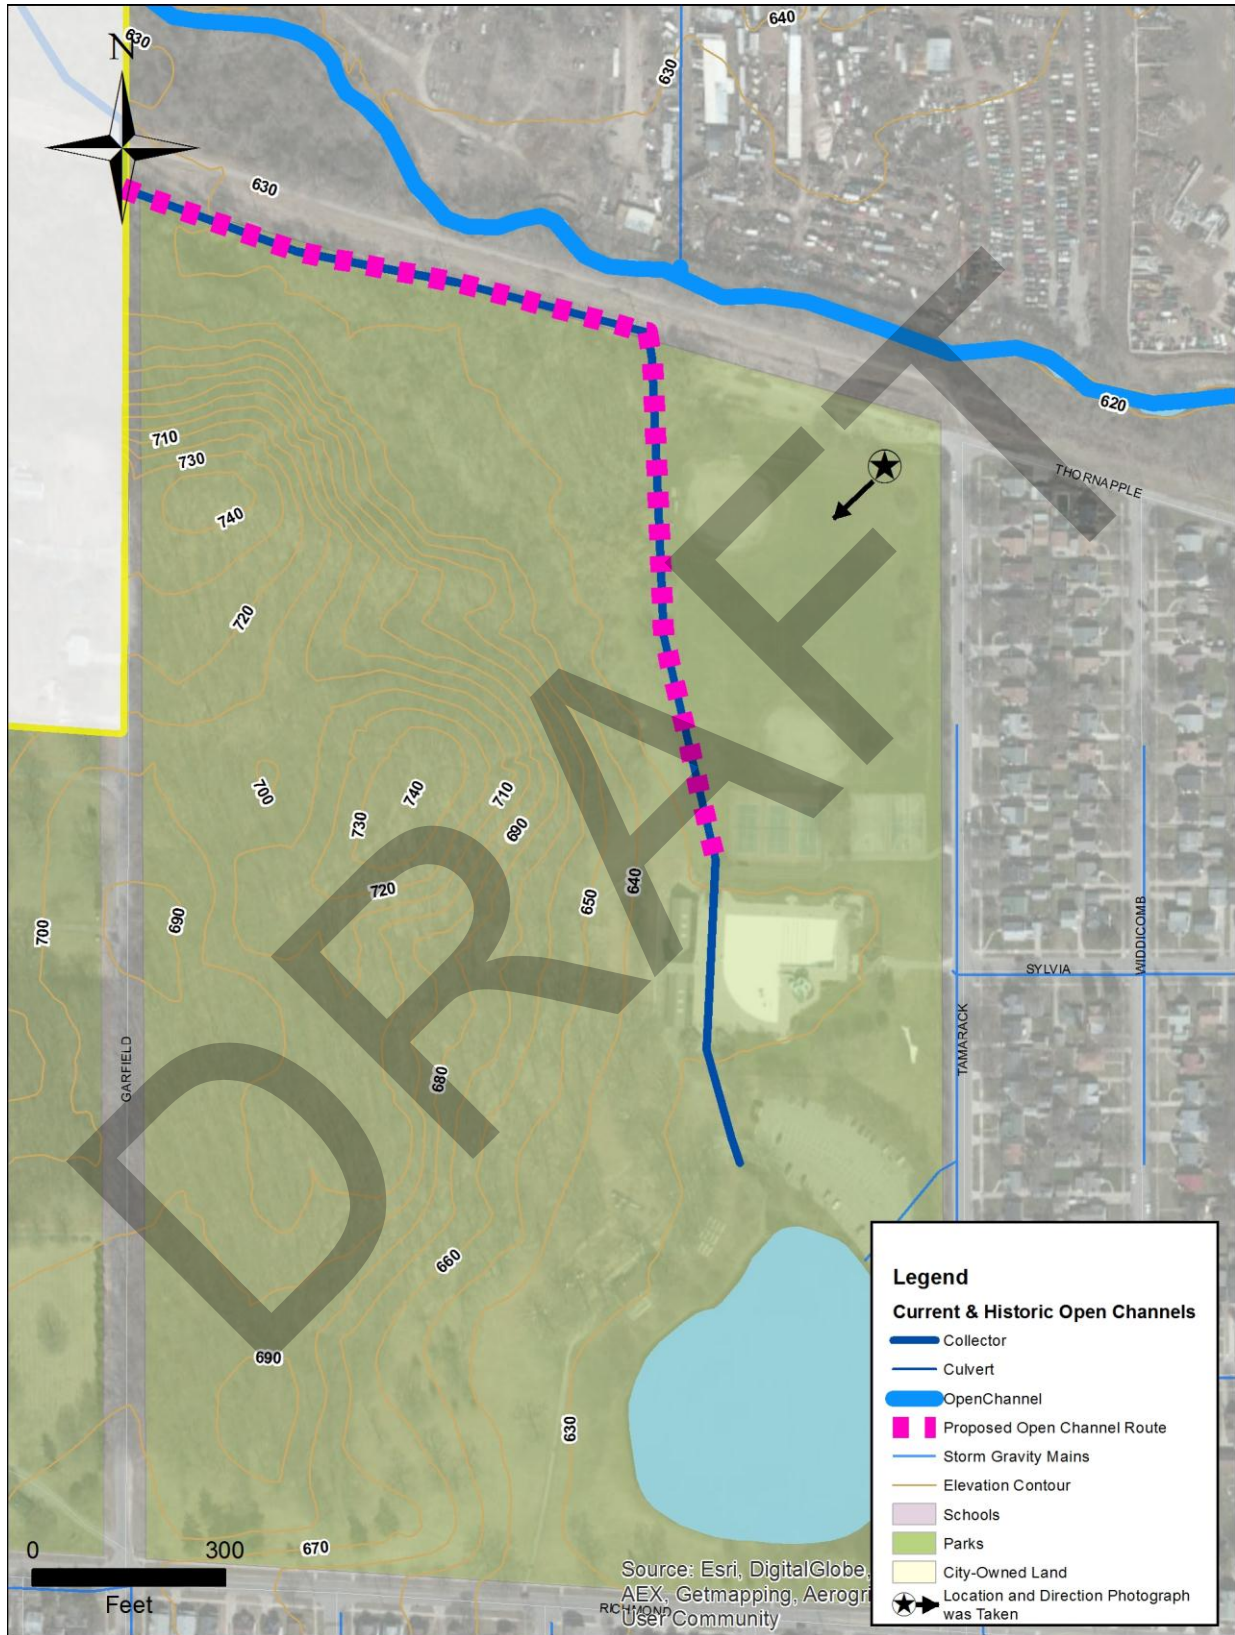 640
630
N
630
630
620
THORNAPPLE
710
730
740
720
700
740
710
730
690
720
650
640
690
700
WIDDICOMB
SYLVIA
TAMARACK
GARFIELD
680
DRAFT
660
690
630
670
Legend
Current & Historic Open Channels
Collector
Culvert
OpenChannel
Proposed Open Channel Route
Storm Gravity Mains
Elevation Contour
Schools
Parks
City-Owned Land
Location and Direction Photograph
was Taken
0 300
Feet
Source: Esri, DigitalGlobe,
AEX, Getmapping, Aerogri
User Community
RICHMOND